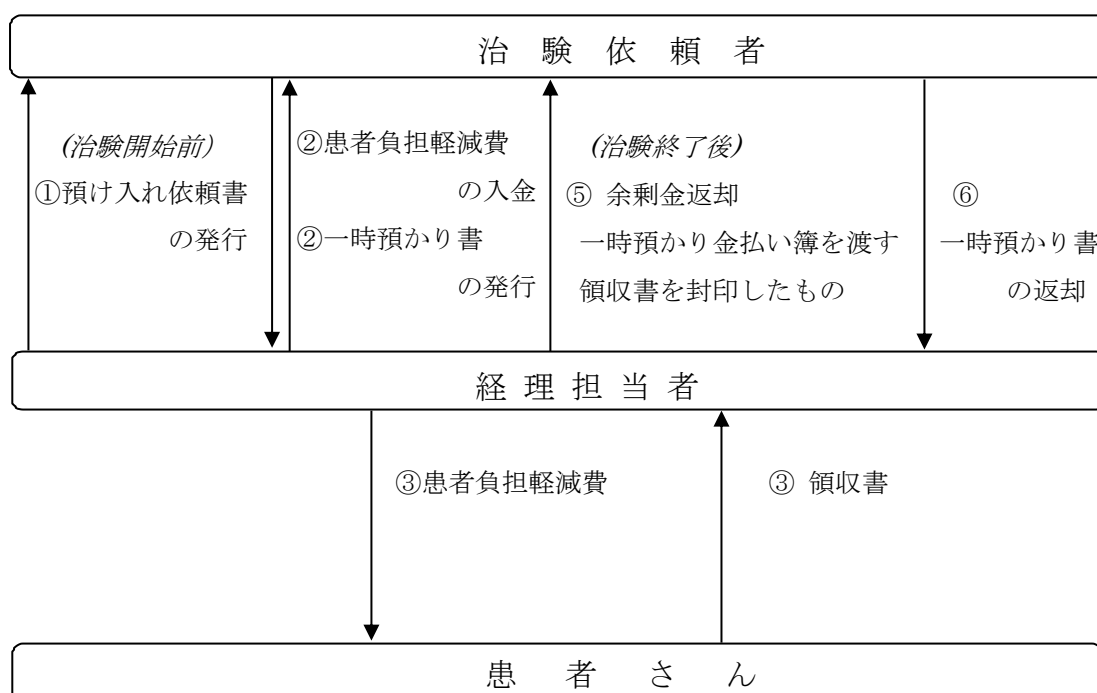 治験依頼者
(治験開始前)
①預け入れ依頼書
の発行
②患者負担軽減費
の入金
②一時預かり書
の発行
(治験終了後)
⑤ 余剰金返却
一時預かり金払い簿を渡す
領収書を封印したもの
⑥
一時預かり書
の返却
経理担当者
③患者負担軽減費
③ 領収書
患者さん